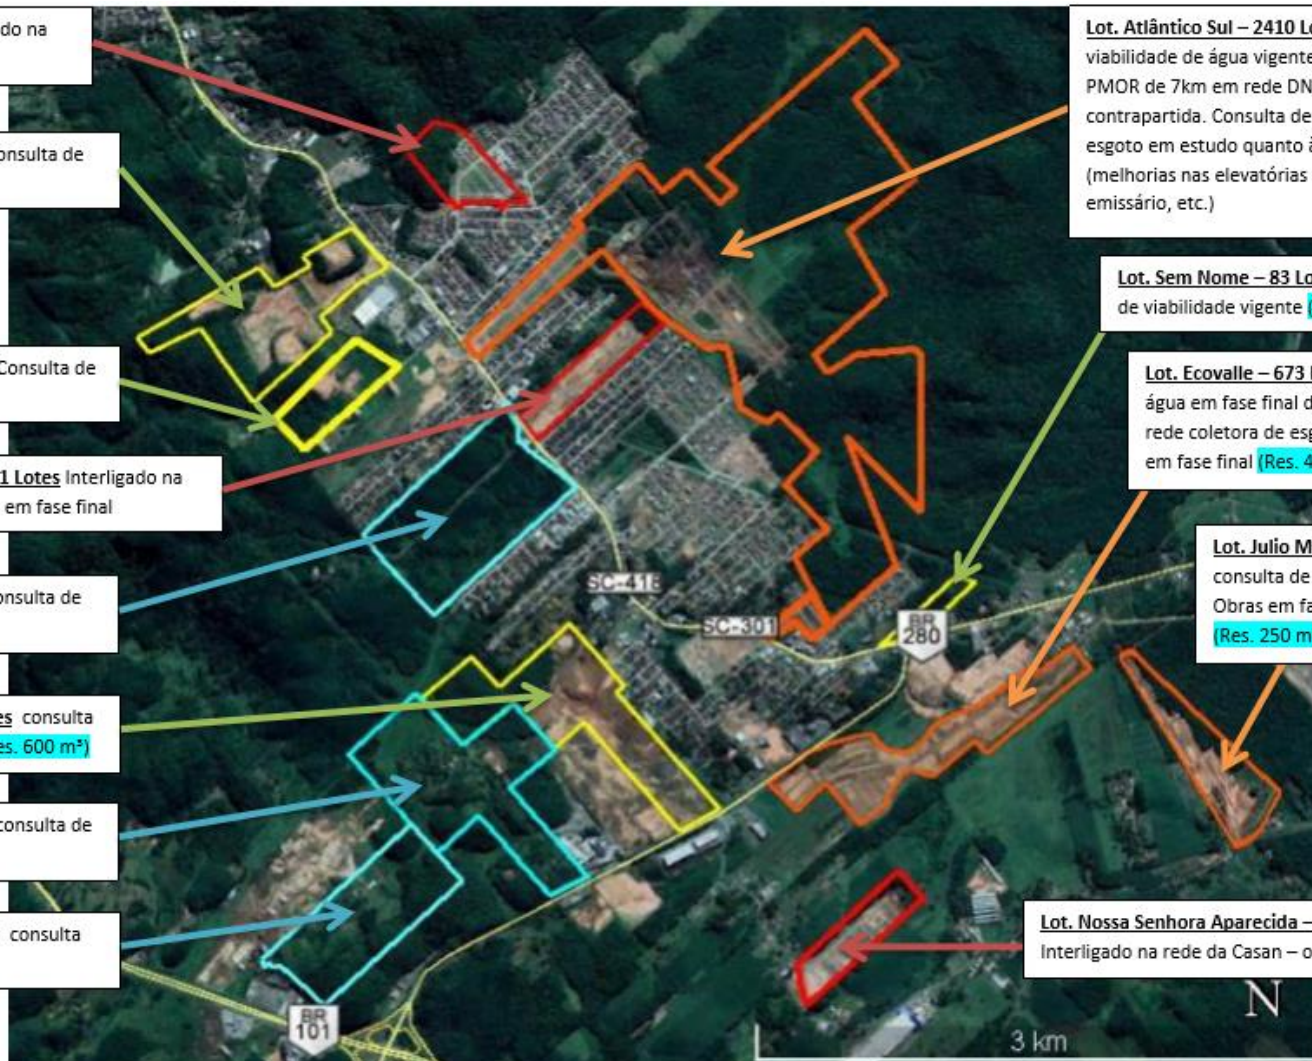 do na
onsulta de
Consulta de
1 Lotes Interligado na
em fase final
onsulta de
es consulta
es. 600 m³)
consulta de
consulta
Lot. Atlântico Sul – 2410 Lo
viabilidade de água vigente
PMOR de 7km em rede DN
contrapartida. Consulta de
esgoto em estudo quanto à
(melhorias nas elevatórias
emissário, etc.)
Lot. Sem Nome – 83 Lo
de viabilidade vigente (
Lot. Ecovalle – 673
água em fase final d
rede coletora de esg
em fase final (Res. 4
Lot. Julio M
consulta de
Obras em fa
(Res. 250 m
Lot. Nossa Senhora Aparecida –
Interligado na rede da Casan – o
SC-418
SC-301
BR
280
BR
101
N
3 km